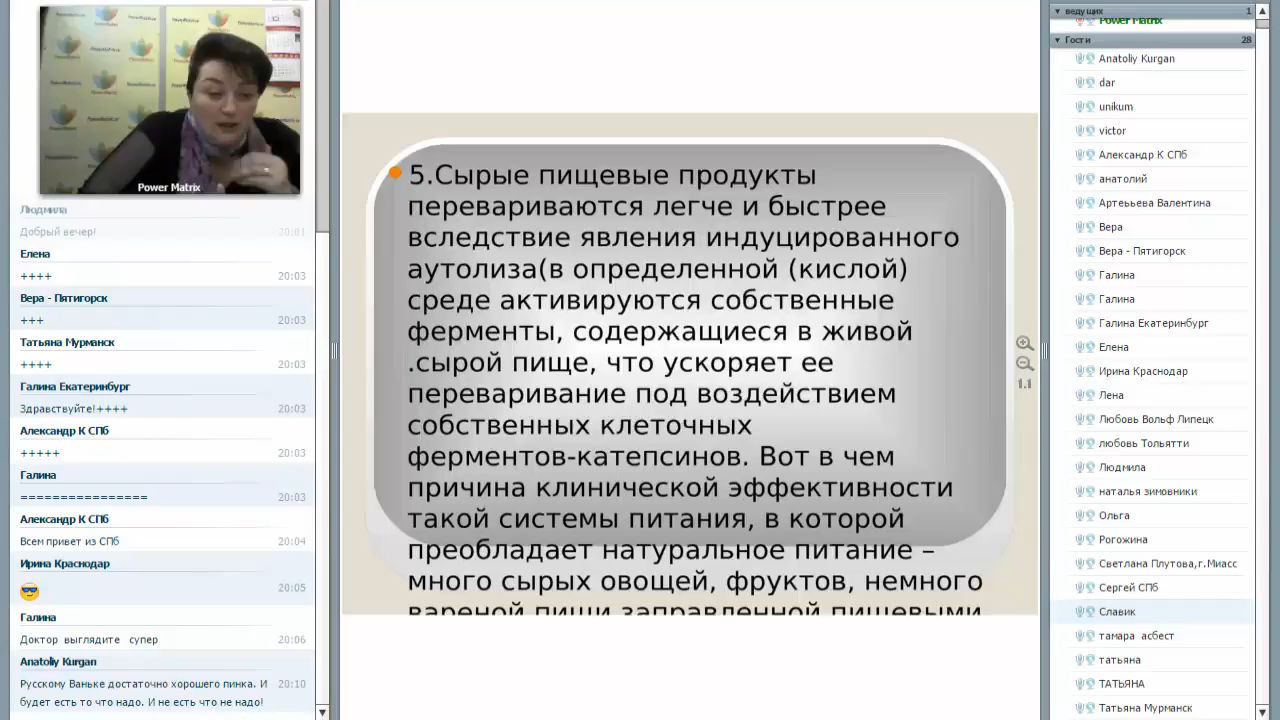 Power Matrix
Людмила
Добрый вечер! 20:01
Елена
++++ 20:03
Вера - Пятигорск
+++ 20:03
Татьяна Мурманск
++++ 20:03
Галина Екатеринбург
Здравствуйте!++++ 20:03
Александр К СПб
+++++ 20:03
Галина
================ 20:03
Александр К СПб
Всем привет из СПб 20:04
Ирина Краснодар
20:05
Галина
Доктор выглядите супер 20:06
Anatoliy Kurgan
Русскому Ваньке достаточно хорошего пинка. И 20:10
будет есть то что надо. И не есть что не надо!
5.Сырые пищевые продукты
перевариваются легче и быстрее
вследствие явления индуцированного
аутолиза(в определенной (кислой)
среде активируются собственные
ферменты, содержащиеся в живой
.сырой пище, что ускоряет ее
переваривание под воздействием
собственных клеточных
ферментов-катепсинов. Вот в чем
причина клинической эффективности
такой системы питания, в которой
преобладает натуральное питание –
много сырых овощей, фруктов, немного
вареной пищи заправленной пищевыми
1.1
ведущих 1
Power Matrix
Гости 28
Anatoliy Kurgan
dar
unikum
victor
Александр К СПб
анатолий
Артеьева Валентина
Вера
Вера - Пятигорск
Галина
Галина
Галина Екатеринбург
Елена
Ирина Краснодар
Лена
Любовь Вольф Липецк
любовь Тольятти
Людмила
наталья зимовники
Ольга
Рогожина
Светлана Плутова,г.Миасс
Сергей СПб
Славик
тамара асбест
татьяна
ТАТЬЯНА
Татьяна Мурманск